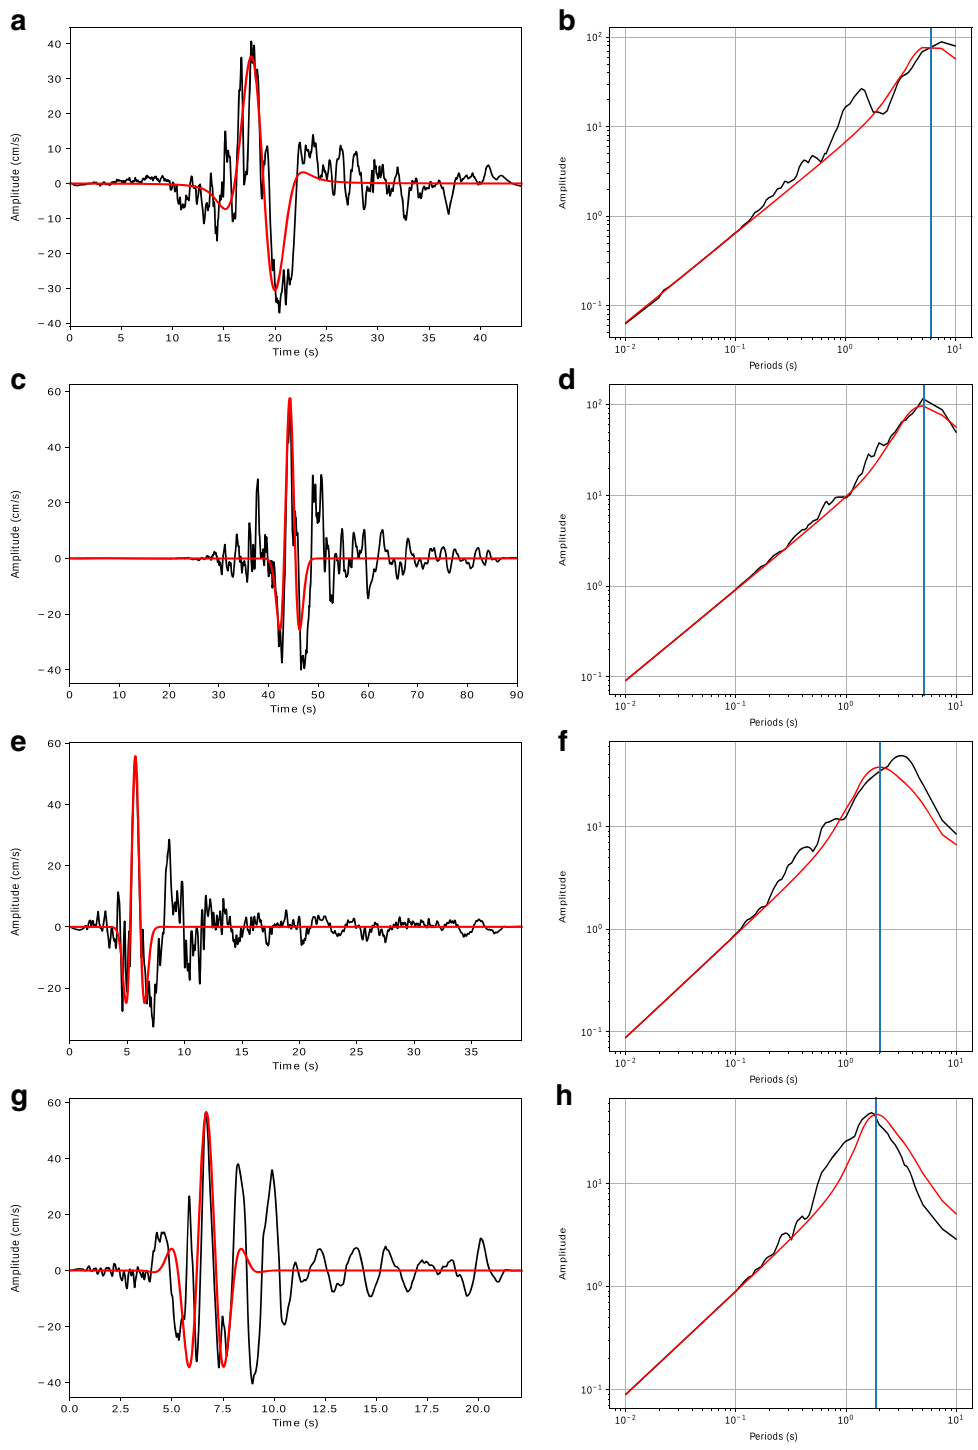 a
40
30
20
10
0
−10
−20
−30
−40
Amplitude (cm/s)
0 5 10 15 20 25 30 35 40
Time (s)
b
10²
10¹
10⁰
10⁻¹
Amplitude
10⁻² 10⁻¹ 10⁰ 10¹
Periods (s)
c
60
40
20
0
−20
−40
Amplitude (cm/s)
0 10 20 30 40 50 60 70 80 90
Time (s)
d
10²
10¹
10⁰
10⁻¹
Amplitude
10⁻² 10⁻¹ 10⁰ 10¹
Periods (s)
e
60
40
20
0
−20
Amplitude (cm/s)
0 5 10 15 20 25 30 35
Time (s)
f
10¹
10⁰
10⁻¹
Amplitude
10⁻² 10⁻¹ 10⁰ 10¹
Periods (s)
g
60
40
20
0
−20
−40
Amplitude (cm/s)
0.0 2.5 5.0 7.5 10.0 12.5 15.0 17.5 20.0
Time (s)
h
10¹
10⁰
10⁻¹
Amplitude
10⁻² 10⁻¹ 10⁰ 10¹
Periods (s)